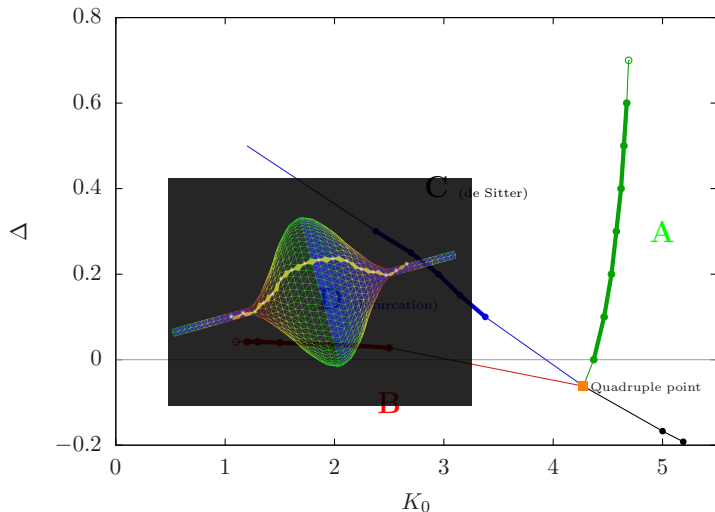 0.8
0.6
0.4
0.2
0
−0.2
Δ
C (de Sitter)
A
D
B
Quadruple point
0 1 2 3 4 5
K₀